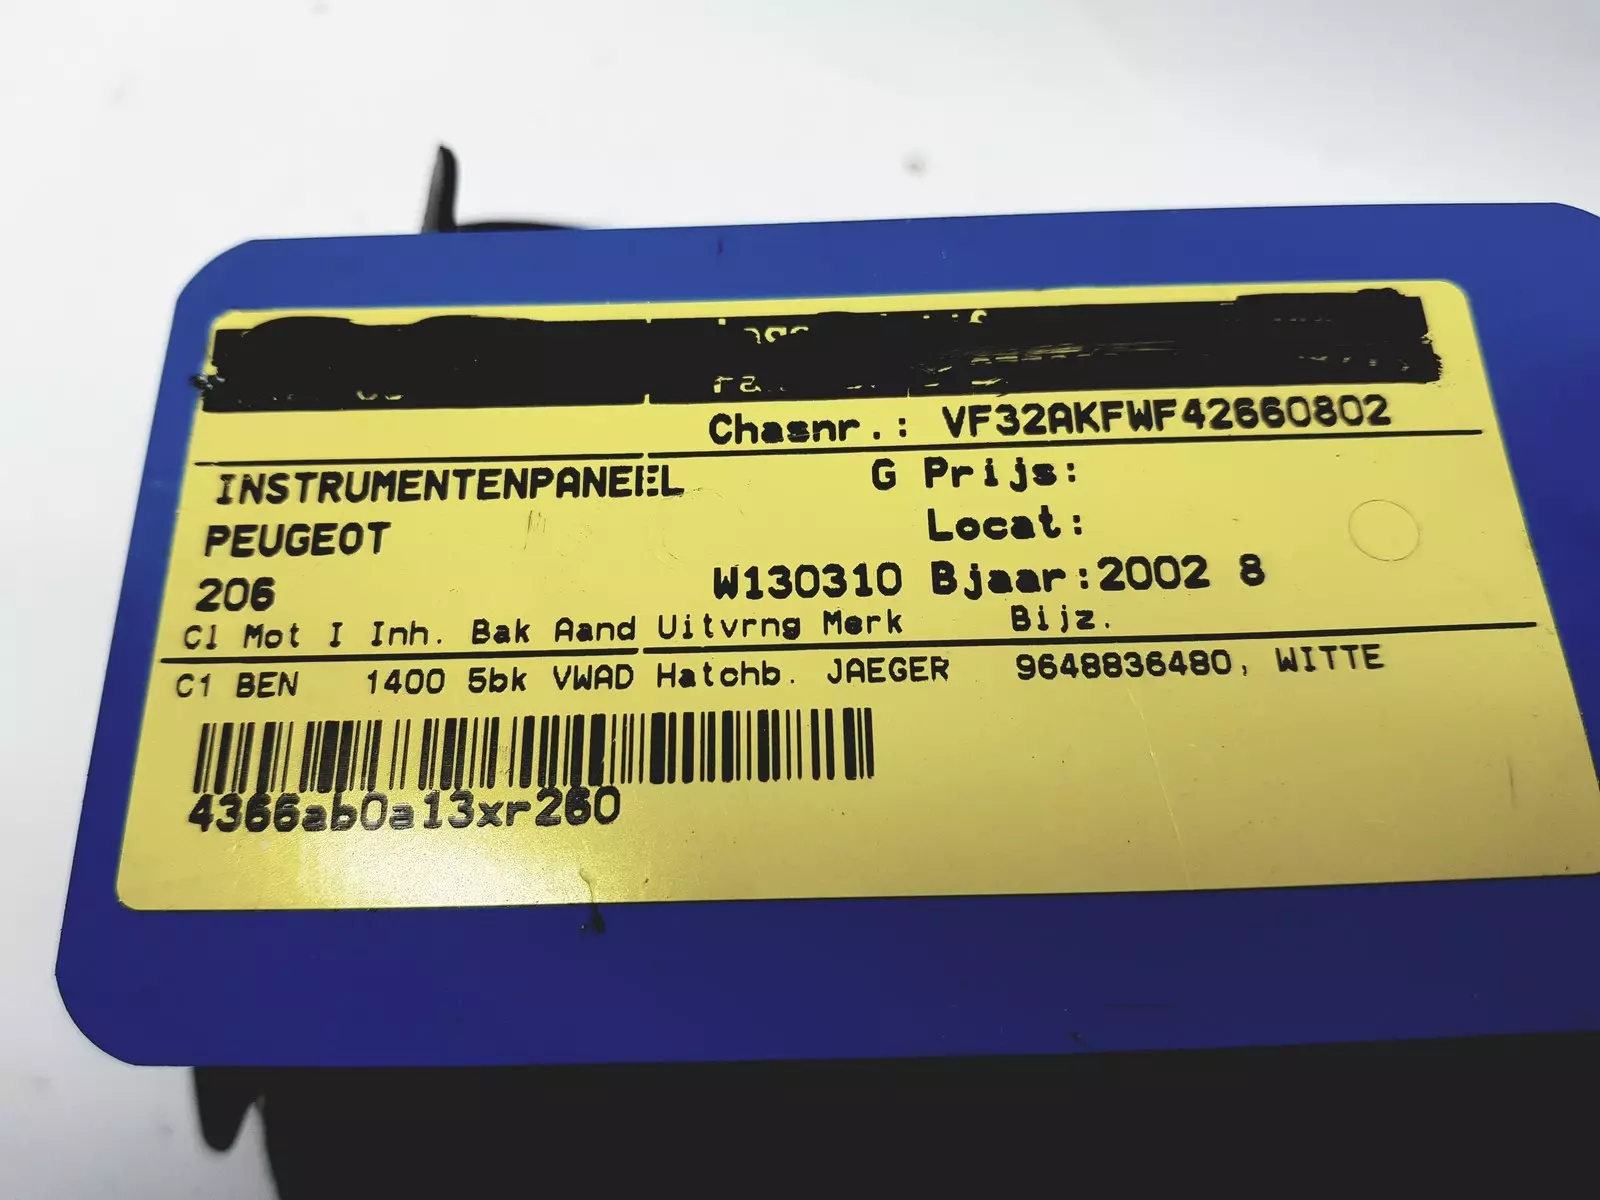 Chasnr.: VF32AKFWF42660802
INSTRUMENTENPANEEL G Prijs:
PEUGEOT Locat:
206 W130310 Bjaar:2002 8
Cl Mot I Inh. Bak Aand Uitvrng Merk Bijz.
C1 BEN 1400 5bk VWAD Hatchb. JAEGER 9648836480, WITTE
4366ab0a13xr260